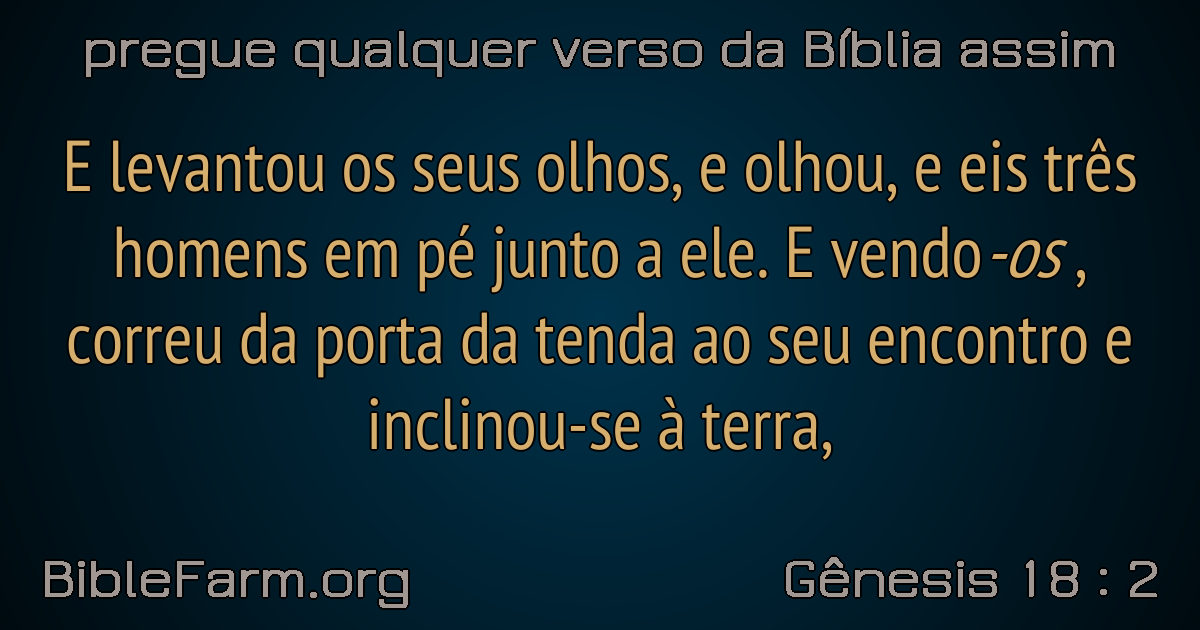 pregue qualquer verso da Bíblia assim
E levantou os seus olhos, e olhou, e eis três
homens em pé junto a ele. E vendo-os ,
correu da porta da tenda ao seu encontro e
inclinou-se à terra,
BibleFarm.org
Gênesis 18 : 2